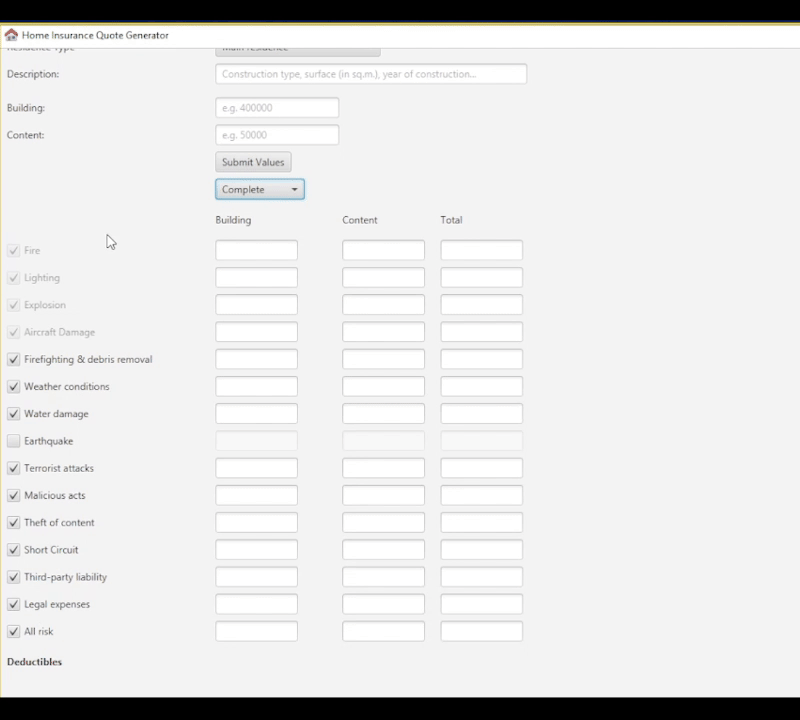 Home Insurance Quote Generator
Residence Type Main residence
Description: Construction type, surface (in sq.m.), year of construction...
Building: e.g. 400000
Content: e.g. 50000
Submit Values
Complete
Building Content Total
Fire
Lighting
Explosion
Aircraft Damage
Firefighting & debris removal
Weather conditions
Water damage
Earthquake
Terrorist attacks
Malicious acts
Theft of content
Short Circuit
Third-party liability
Legal expenses
All risk
Deductibles